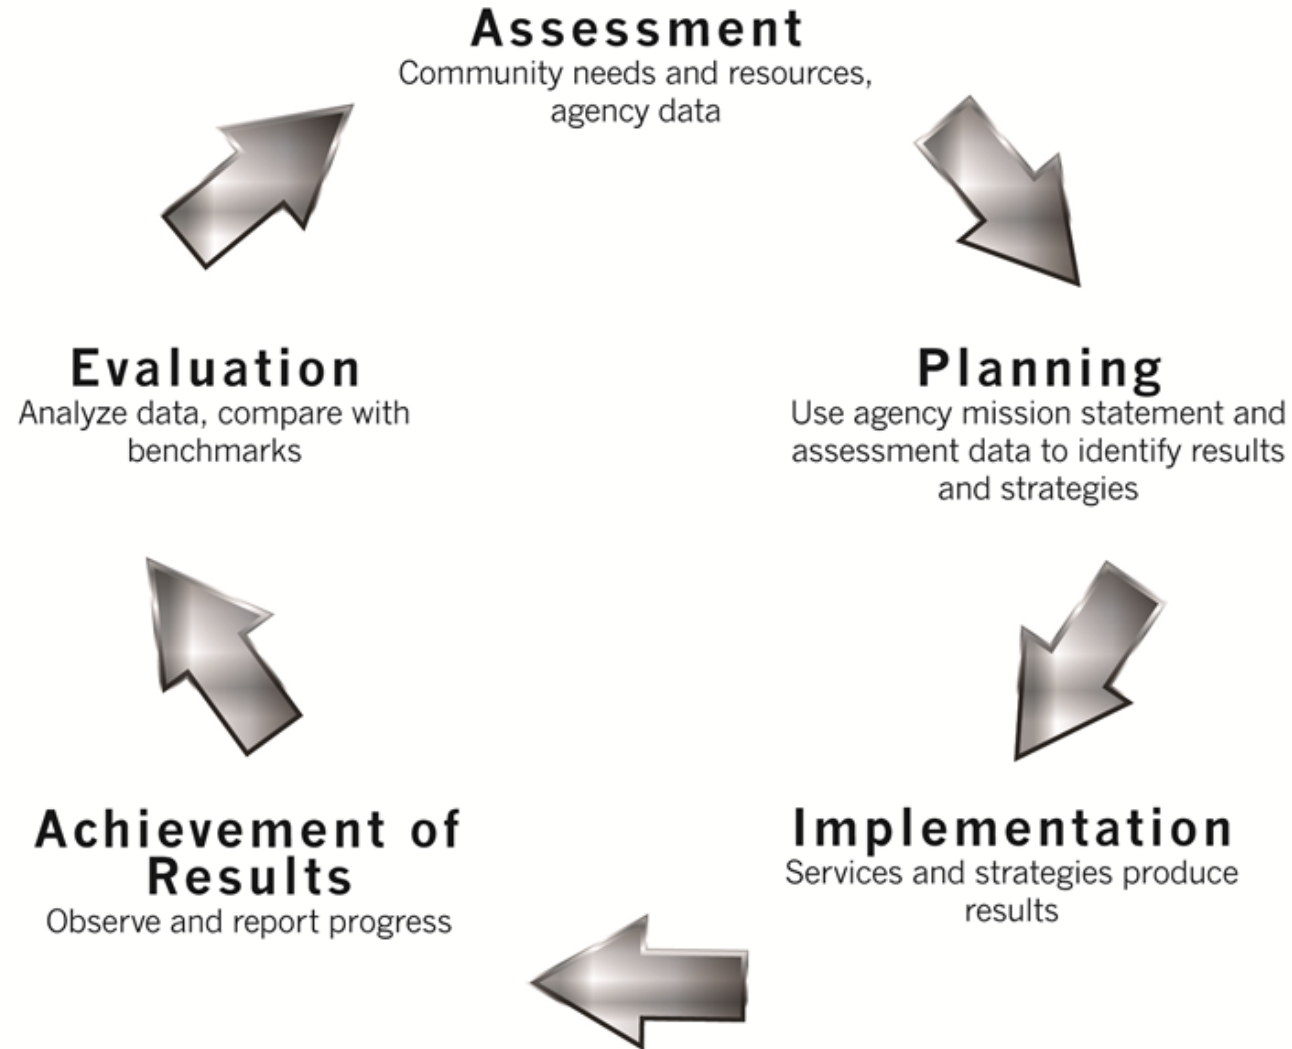 Assessment
Community needs and resources,
agency data
Evaluation
Analyze data, compare with
benchmarks
Planning
Use agency mission statement and
assessment data to identify results
and strategies
Achievement of
Results
Observe and report progress
Implementation
Services and strategies produce
results